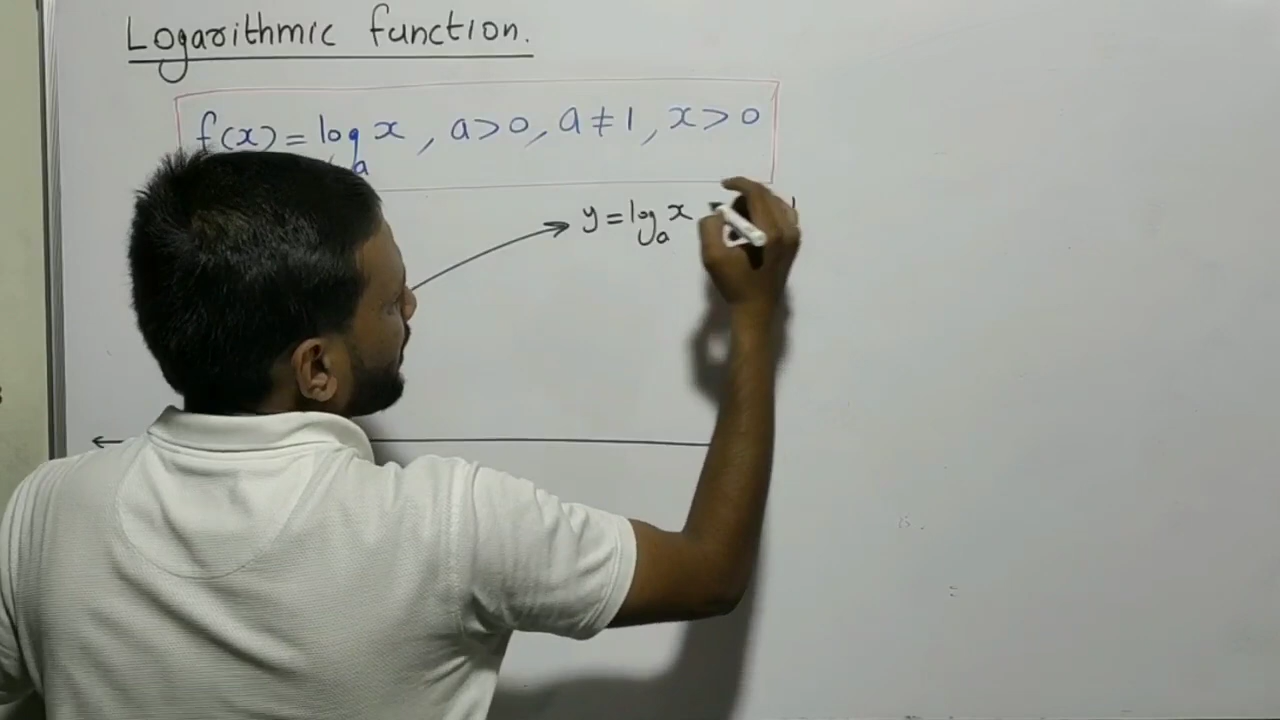 Logarithmic function.
f(x) = log_a x , a > 0, a ≠ 1, x > 0
y = log_a x